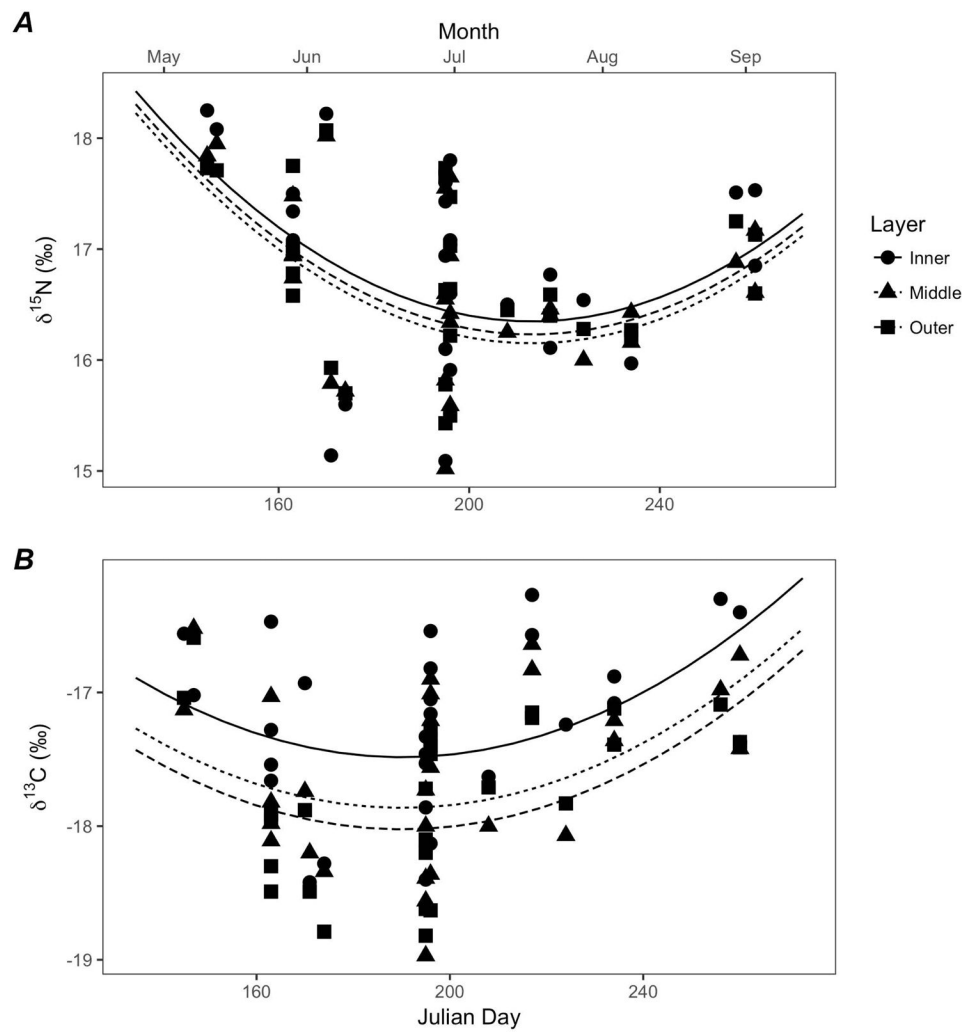 A
Month
May Jun Jul Aug Sep
18
17
16
15
δ15N (‰)
160 200 240
Layer
Inner
Middle
Outer
B
-17
-18
-19
δ13C (‰)
160 200 240
Julian Day